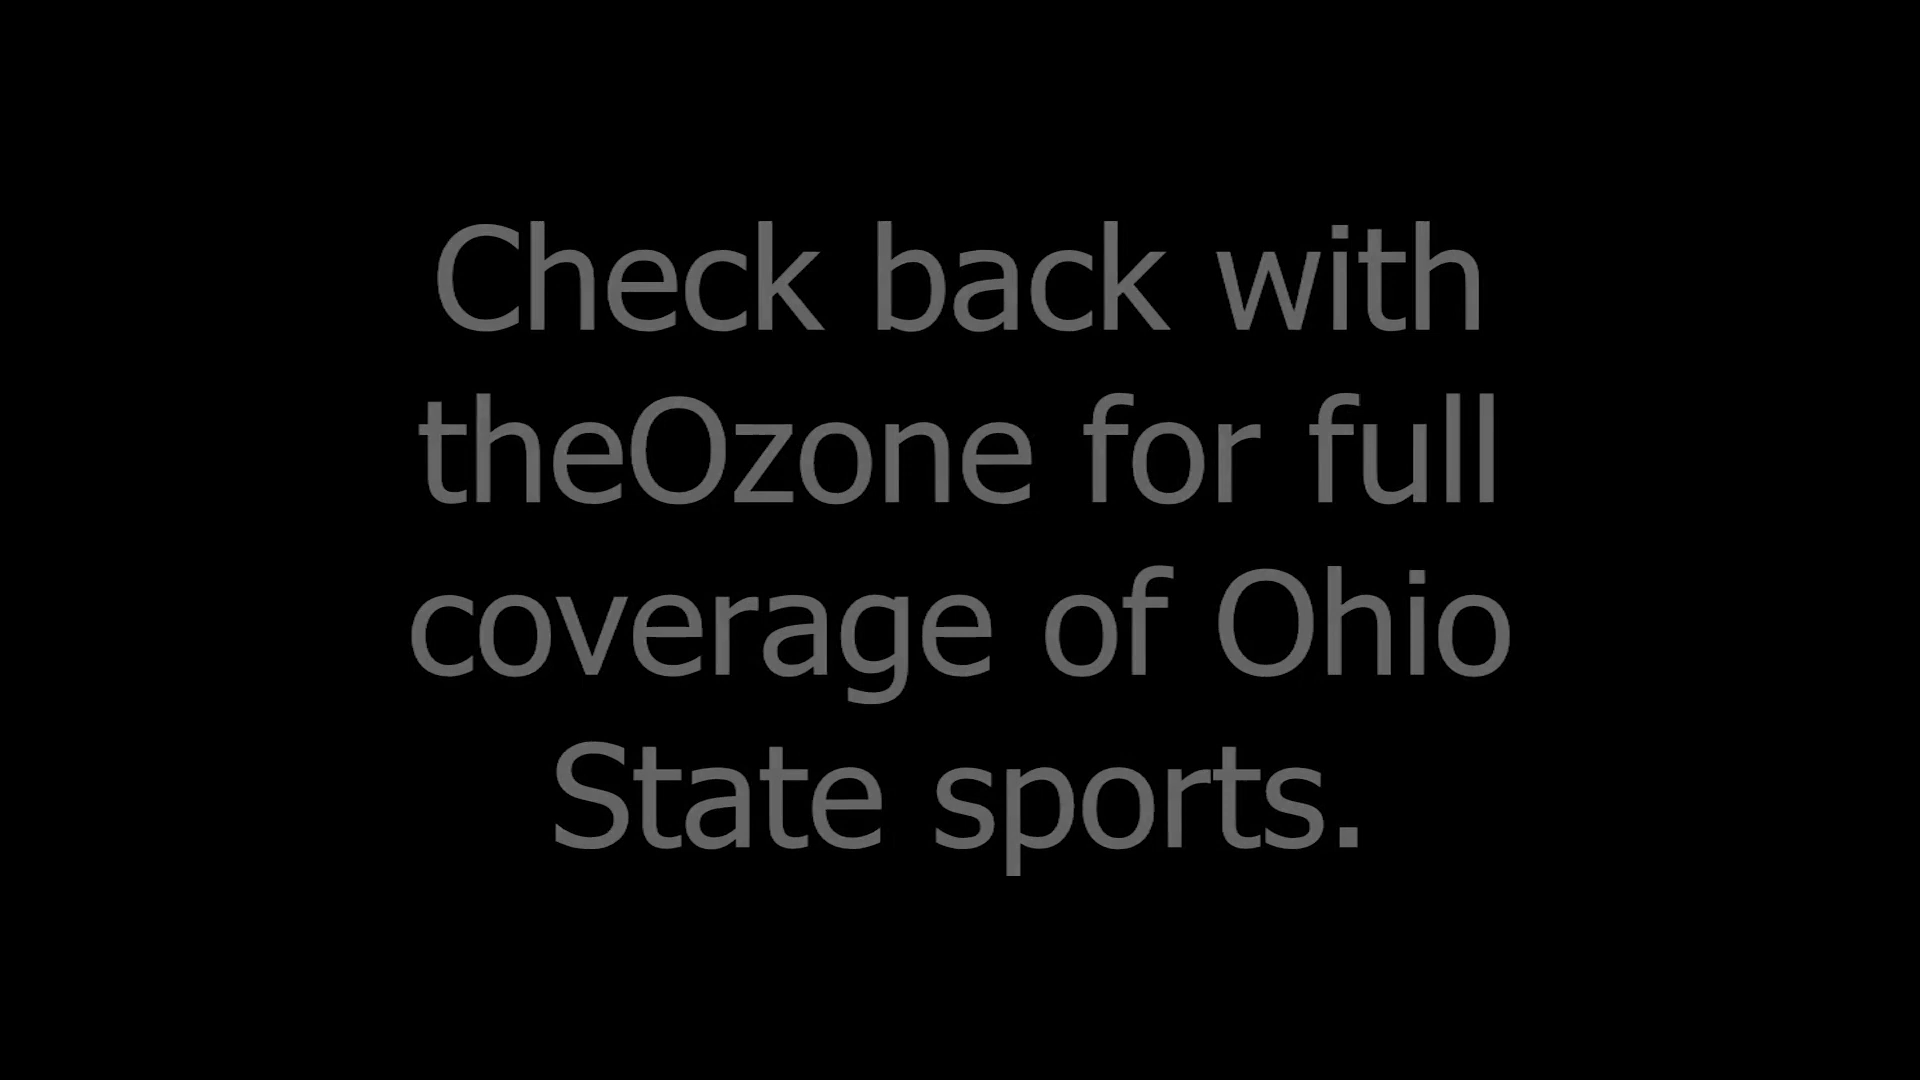 Check back with
theOzone for full
coverage of Ohio
State sports.